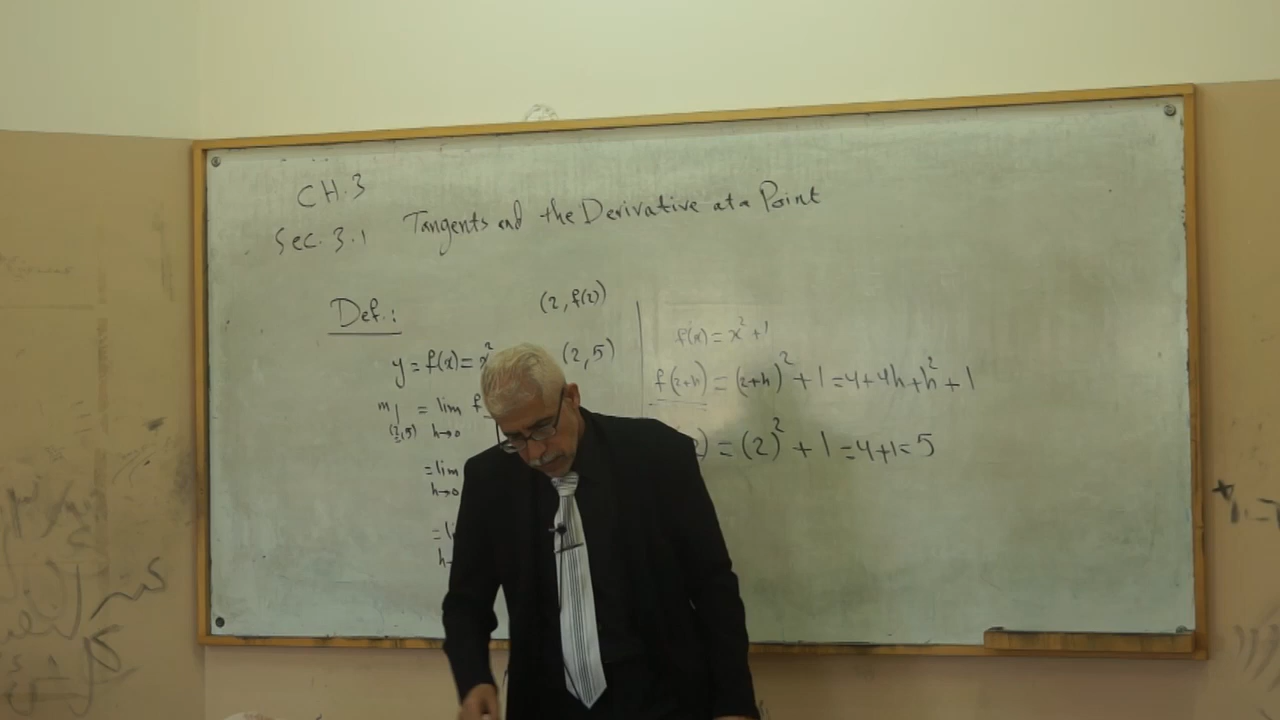 CH.3
Sec. 3.1 Tangents and the Derivative at a Point
Def.:
(2, f(2))
y = f(x) = x²
(2, 5)
m|(2,5) = lim h→0 f
= lim h→0
=
h
f(x) = x² + 1
f(2+h) = (2+h)² + 1 = 4 + 4h + h² + 1
2) = (2)² + 1 = 4+1 = 5